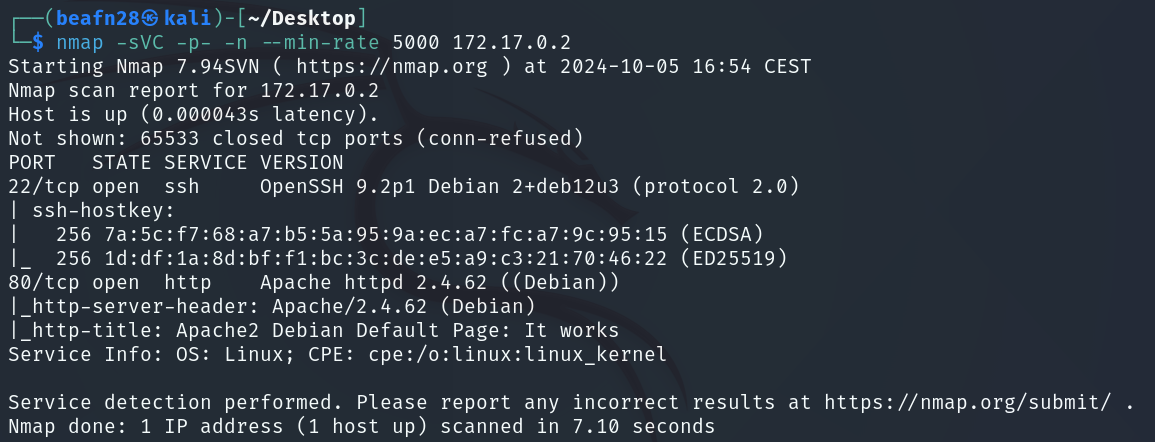 ┌──(beafn28㉿kali)-[~/Desktop]
└─$ nmap -sVC -p- -n --min-rate 5000 172.17.0.2
Starting Nmap 7.94SVN ( https://nmap.org ) at 2024-10-05 16:54 CEST
Nmap scan report for 172.17.0.2
Host is up (0.000043s latency).
Not shown: 65533 closed tcp ports (conn-refused)
PORT   STATE SERVICE VERSION
22/tcp open  ssh     OpenSSH 9.2p1 Debian 2+deb12u3 (protocol 2.0)
| ssh-hostkey:
|   256 7a:5c:f7:68:a7:b5:5a:95:9a:ec:a7:fc:a7:9c:95:15 (ECDSA)
|_  256 1d:df:1a:8d:bf:f1:bc:3c:de:e5:a9:c3:21:70:46:22 (ED25519)
80/tcp open  http    Apache httpd 2.4.62 ((Debian))
|_http-server-header: Apache/2.4.62 (Debian)
|_http-title: Apache2 Debian Default Page: It works
Service Info: OS: Linux; CPE: cpe:/o:linux:linux_kernel
Service detection performed. Please report any incorrect results at https://nmap.org/submit/ .
Nmap done: 1 IP address (1 host up) scanned in 7.10 seconds